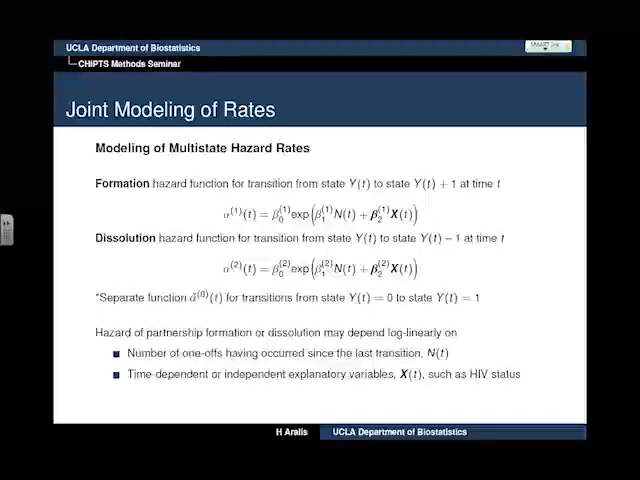 UCLA Department of Biostatistics
SMART Ink
CHIPTS Methods Seminar
Joint Modeling of Rates
Modeling of Multistate Hazard Rates
Formation hazard function for transition from state Y(t) to state Y(t) + 1 at time t
α⁽¹⁾(t) = β₀⁽¹⁾exp(β₁⁽¹⁾N(t) + β₂⁽¹⁾X(t))
Dissolution hazard function for transition from state Y(t) to state Y(t) − 1 at time t
α⁽²⁾(t) = β₀⁽²⁾exp(β₁⁽²⁾N(t) + β₂⁽²⁾X(t))
*Separate function α̃⁽⁰⁾(t) for transitions from state Y(t) = 0 to state Y(t) = 1
Hazard of partnership formation or dissolution may depend log-linearly on
Number of one-offs having occurred since the last transition, N(t)
Time-dependent or independent explanatory variables, X(t), such as HIV status
H Aralis UCLA Department of Biostatistics